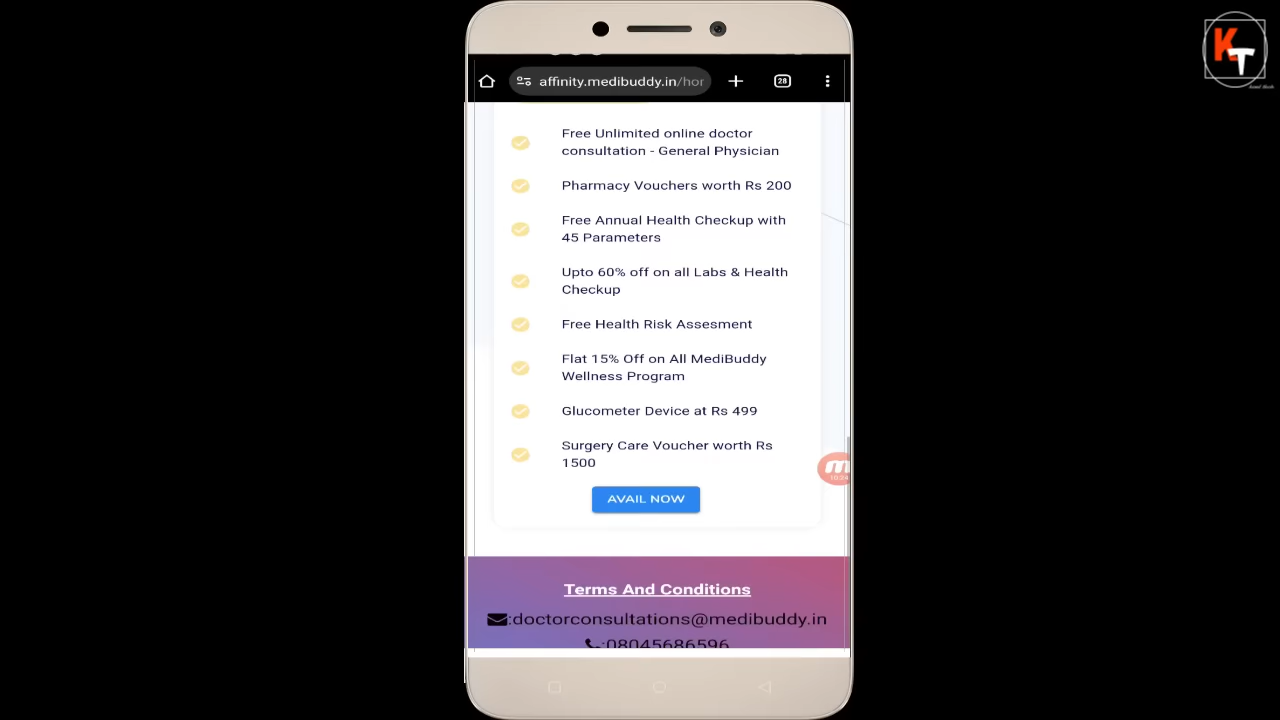 KT
28
affinity.medibuddy.in/hor
Free Unlimited online doctor
consultation - General Physician
Pharmacy Vouchers worth Rs 200
Free Annual Health Checkup with
45 Parameters
Upto 60% off on all Labs & Health
Checkup
Free Health Risk Assesment
Flat 15% Off on All MediBuddy
Wellness Program
Glucometer Device at Rs 499
Surgery Care Voucher worth Rs
1500
AVAIL NOW
Terms And Conditions
:doctorconsultations@medibuddy.in
:08045686596